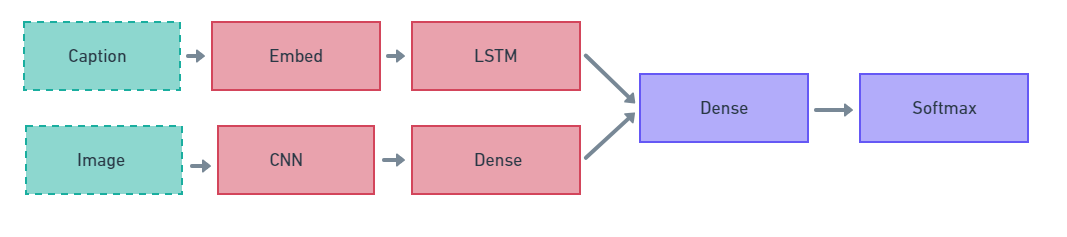 Caption
Embed
LSTM
Image
CNN
Dense
Dense
Softmax